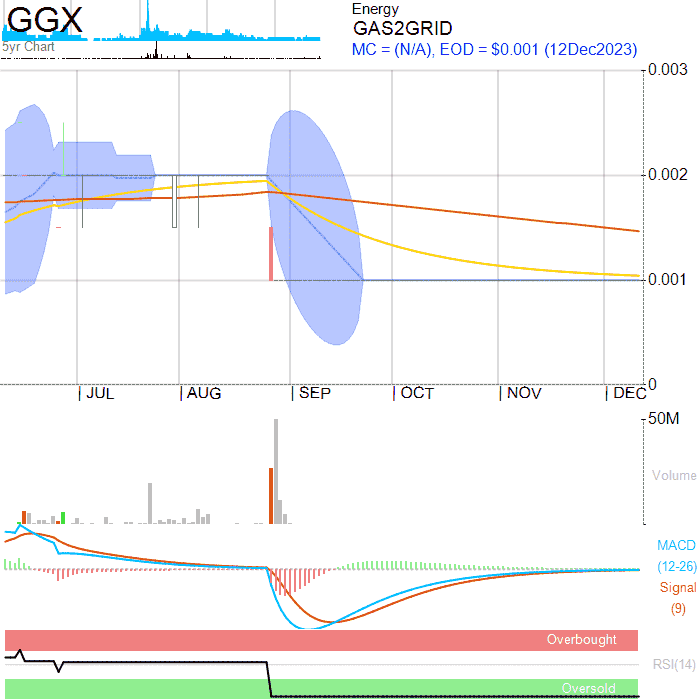 GGX
Energy
GAS2GRID
5yr Chart
MC = (N/A), EOD = $0.001 (12Dec2023)
0.003
0.002
0.001
0
JUL AUG SEP OCT NOV DEC
50M
Volume
MACD
(12-26)
Signal
(9)
Overbought
RSI(14)
Oversold